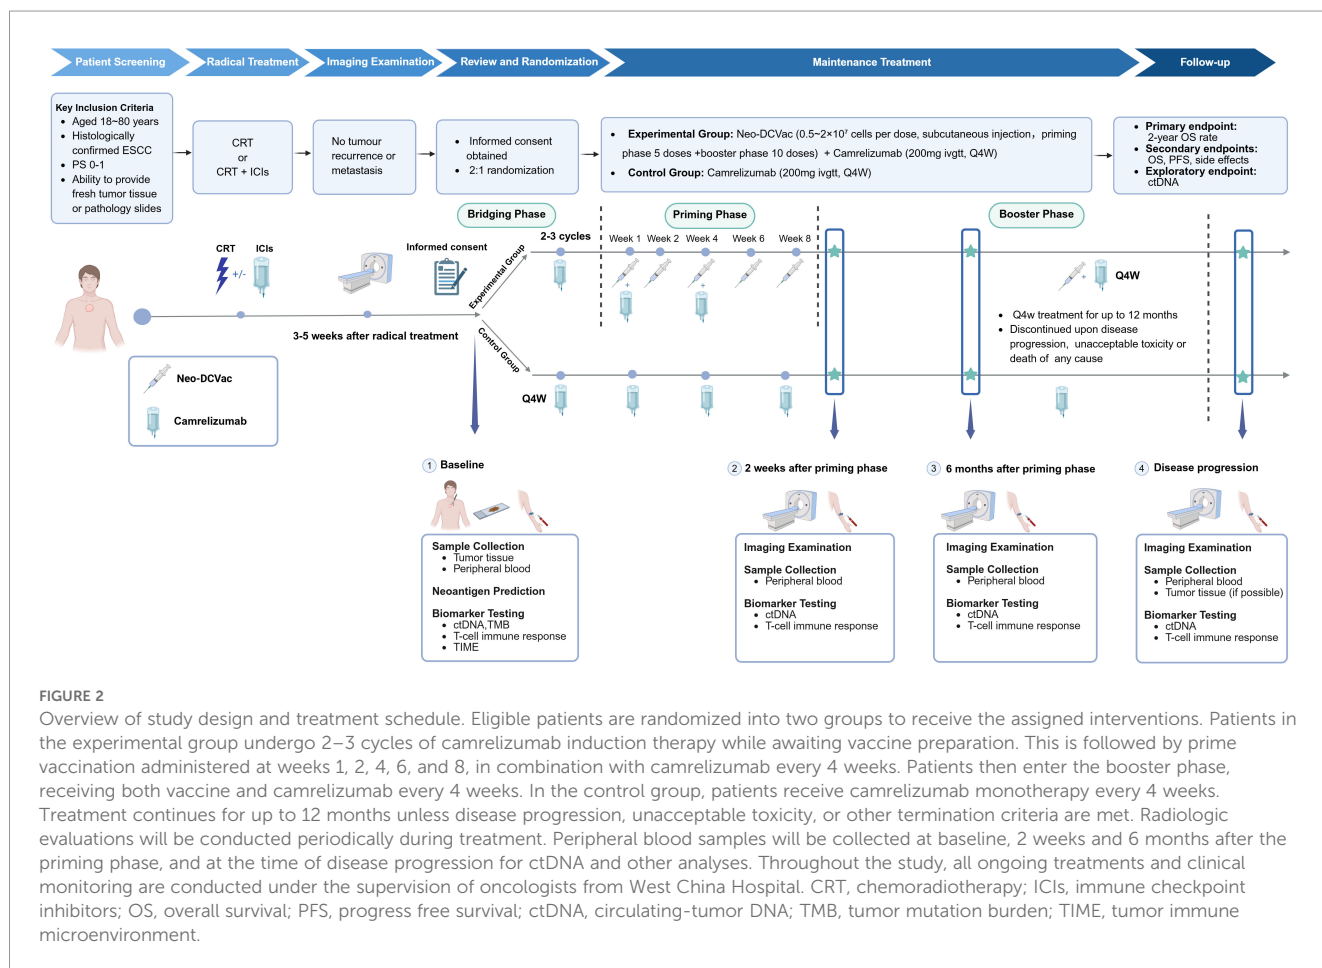 Patient Screening
Radical Treatment
Imaging Examination
Review and Randomization
Maintenance Treatment
Follow-up
Key Inclusion Criteria
• Aged 18~80 years
• Histologically
confirmed ESCC
• PS 0-1
• Ability to provide
fresh tumor tissue
or pathology slides
CRT
or
CRT + ICIs
No tumour
recurrence or
metastasis
• Informed consent
obtained
• 2:1 randomization
• Experimental Group: Neo-DCVac (0.5~2×10⁷ cells per dose, subcutaneous injection, priming
phase 5 doses +booster phase 10 doses) + Camrelizumab (200mg ivgtt, Q4W)
• Control Group: Camrelizumab (200mg ivgtt, Q4W)
• Primary endpoint:
2-year OS rate
• Secondary endpoints:
OS, PFS, side effects
• Exploratory endpoint:
ctDNA
Bridging Phase
Priming Phase
Booster Phase
CRT
+/-
ICIs
Informed consent
3-5 weeks after radical treatment
Experimental Group
Control Group
2-3 cycles
Week 1
Week 2
Week 4
Week 6
Week 8
+
+
+
Q4W
• Q4w treatment for up to 12 months
• Discontinued upon disease
progression, unacceptable toxicity or
death of any cause
Q4W
Neo-DCVac
Camrelizumab
1 Baseline
Sample Collection
• Tumor tissue
• Peripheral blood
Neoantigen Prediction
Biomarker Testing
• ctDNA,TMB
• T-cell immune response
• TIME
2 2 weeks after priming phase
Imaging Examination
Sample Collection
• Peripheral blood
Biomarker Testing
• ctDNA
• T-cell immune response
3 6 months after priming phase
Imaging Examination
Sample Collection
• Peripheral blood
Biomarker Testing
• ctDNA
• T-cell immune response
4 Disease progression
Imaging Examination
Sample Collection
• Peripheral blood
• Tumor tissue (if possible)
Biomarker Testing
• ctDNA
• T-cell immune response
FIGURE 2
Overview of study design and treatment schedule. Eligible patients are randomized into two groups to receive the assigned interventions. Patients in
the experimental group undergo 2–3 cycles of camrelizumab induction therapy while awaiting vaccine preparation. This is followed by prime
vaccination administered at weeks 1, 2, 4, 6, and 8, in combination with camrelizumab every 4 weeks. Patients then enter the booster phase,
receiving both vaccine and camrelizumab every 4 weeks. In the control group, patients receive camrelizumab monotherapy every 4 weeks.
Treatment continues for up to 12 months unless disease progression, unacceptable toxicity, or other termination criteria are met. Radiologic
evaluations will be conducted periodically during treatment. Peripheral blood samples will be collected at baseline, 2 weeks and 6 months after the
priming phase, and at the time of disease progression for ctDNA and other analyses. Throughout the study, all ongoing treatments and clinical
monitoring are conducted under the supervision of oncologists from West China Hospital. CRT, chemoradiotherapy; ICIs, immune checkpoint
inhibitors; OS, overall survival; PFS, progress free survival; ctDNA, circulating-tumor DNA; TMB, tumor mutation burden; TIME, tumor immune
microenvironment.